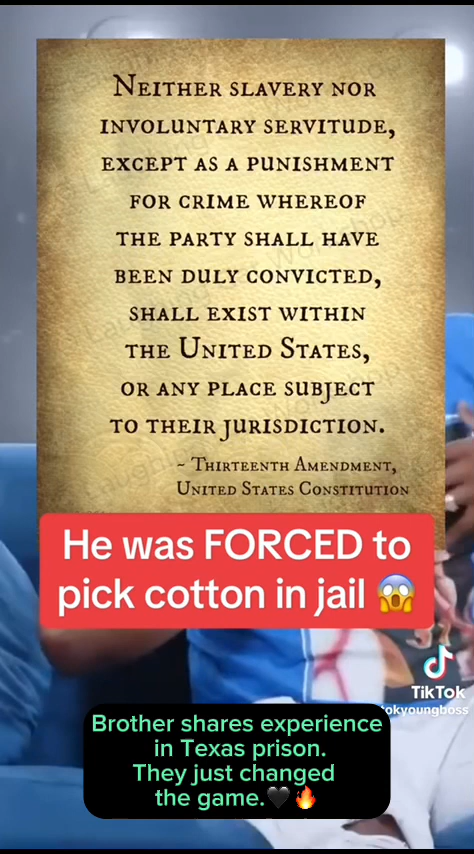 Neither slavery nor
involuntary servitude,
except as a punishment
for crime whereof
the party shall have
been duly convicted,
shall exist within
the United States,
or any place subject
to their jurisdiction.
~ Thirteenth Amendment,
United States Constitution
He was FORCED to
pick cotton in jail 😱
TikTok
tokyoungboss
Brother shares experience
in Texas prison.
They just changed
the game.🖤🔥